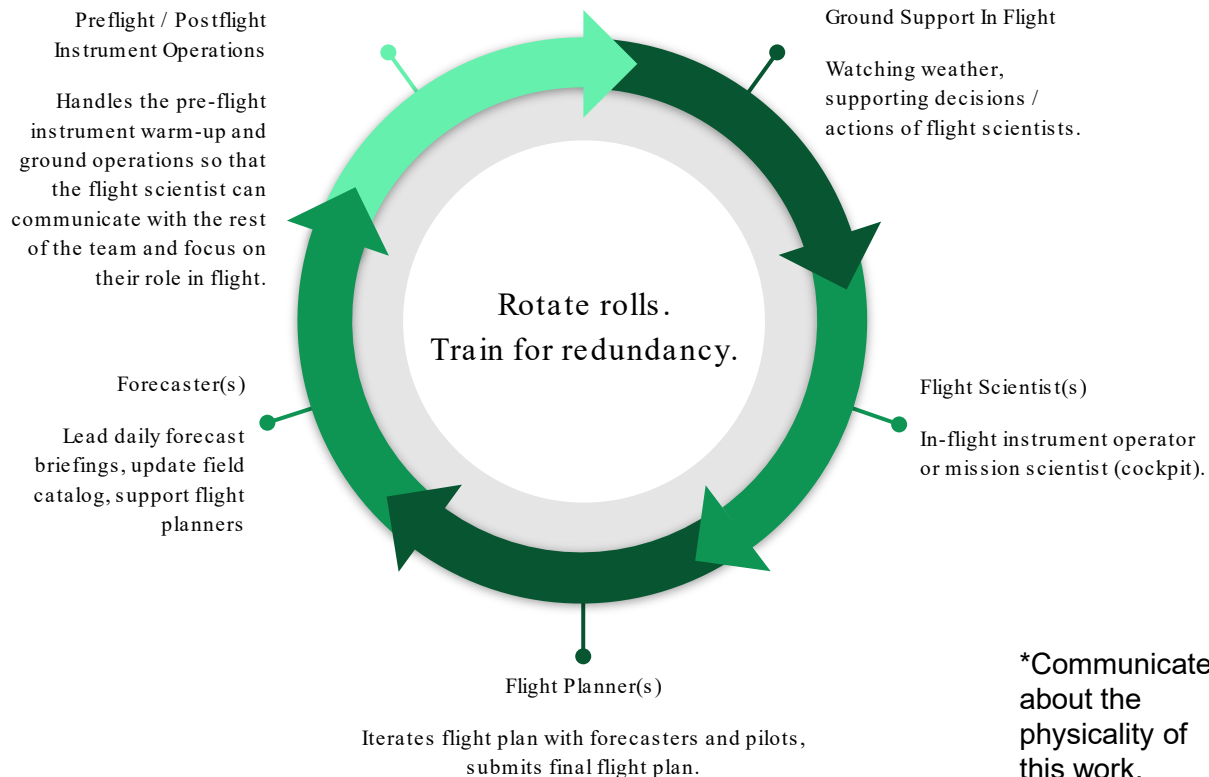 Preflight / Postflight
Instrument Operations
Handles the pre-flight
instrument warm-up and
ground operations so that
the flight scientist can
communicate with the rest
of the team and focus on
their role in flight.
Ground Support In Flight
Watching weather,
supporting decisions /
actions of flight scientists.
Rotate rolls.
Train for redundancy.
Forecaster(s)
Lead daily forecast
briefings, update field
catalog, support flight
planners
Flight Scientist(s)
In-flight instrument operator
or mission scientist (cockpit).
Flight Planner(s)
Iterates flight plan with forecasters and pilots,
submits final flight plan.
*Communicate
about the
physicality of
this work.